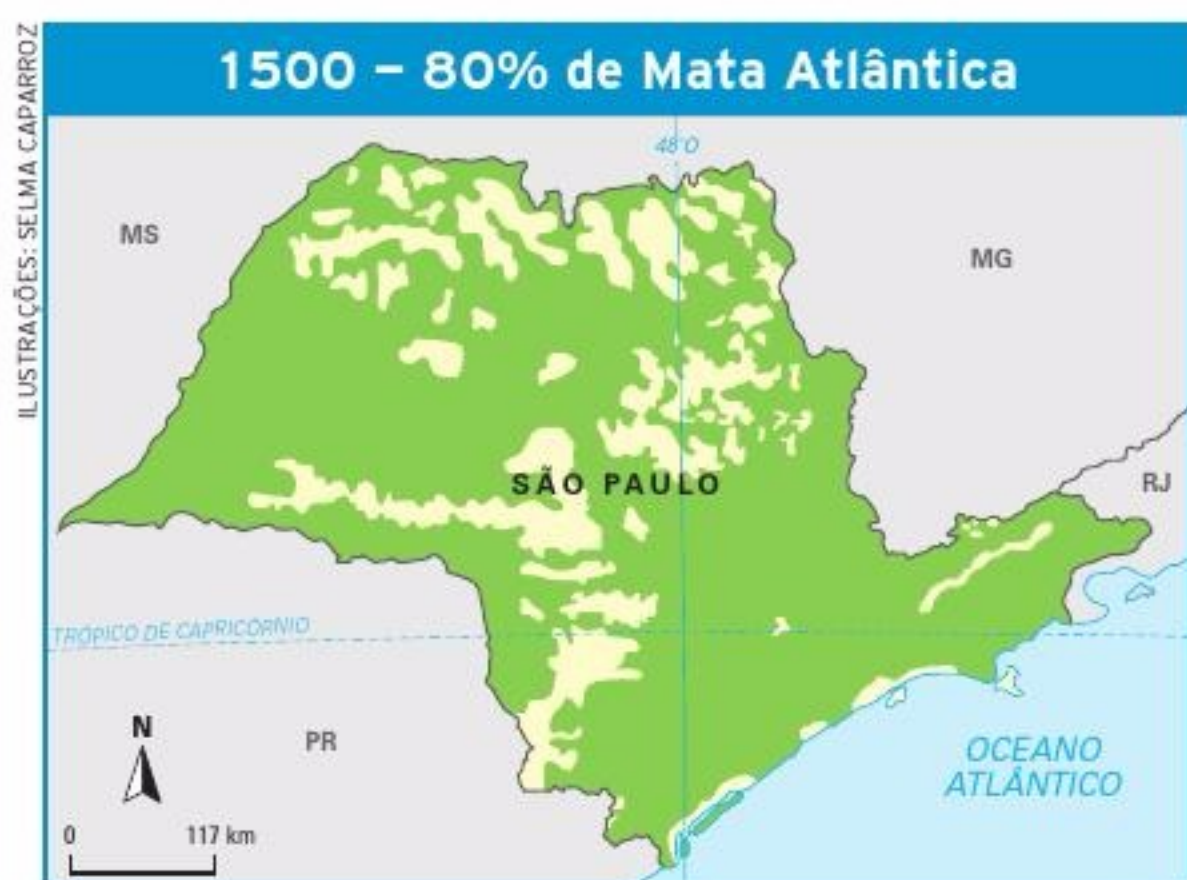 ILUSTRAÇÕES: SELMA CAPARROZ
1500 – 80% de Mata Atlântica
48°O
MS
MG
SÃO PAULO
RJ
TRÓPICO DE CAPRICÓRNIO
N
PR
OCEANO
ATLÂNTICO
0 117 km